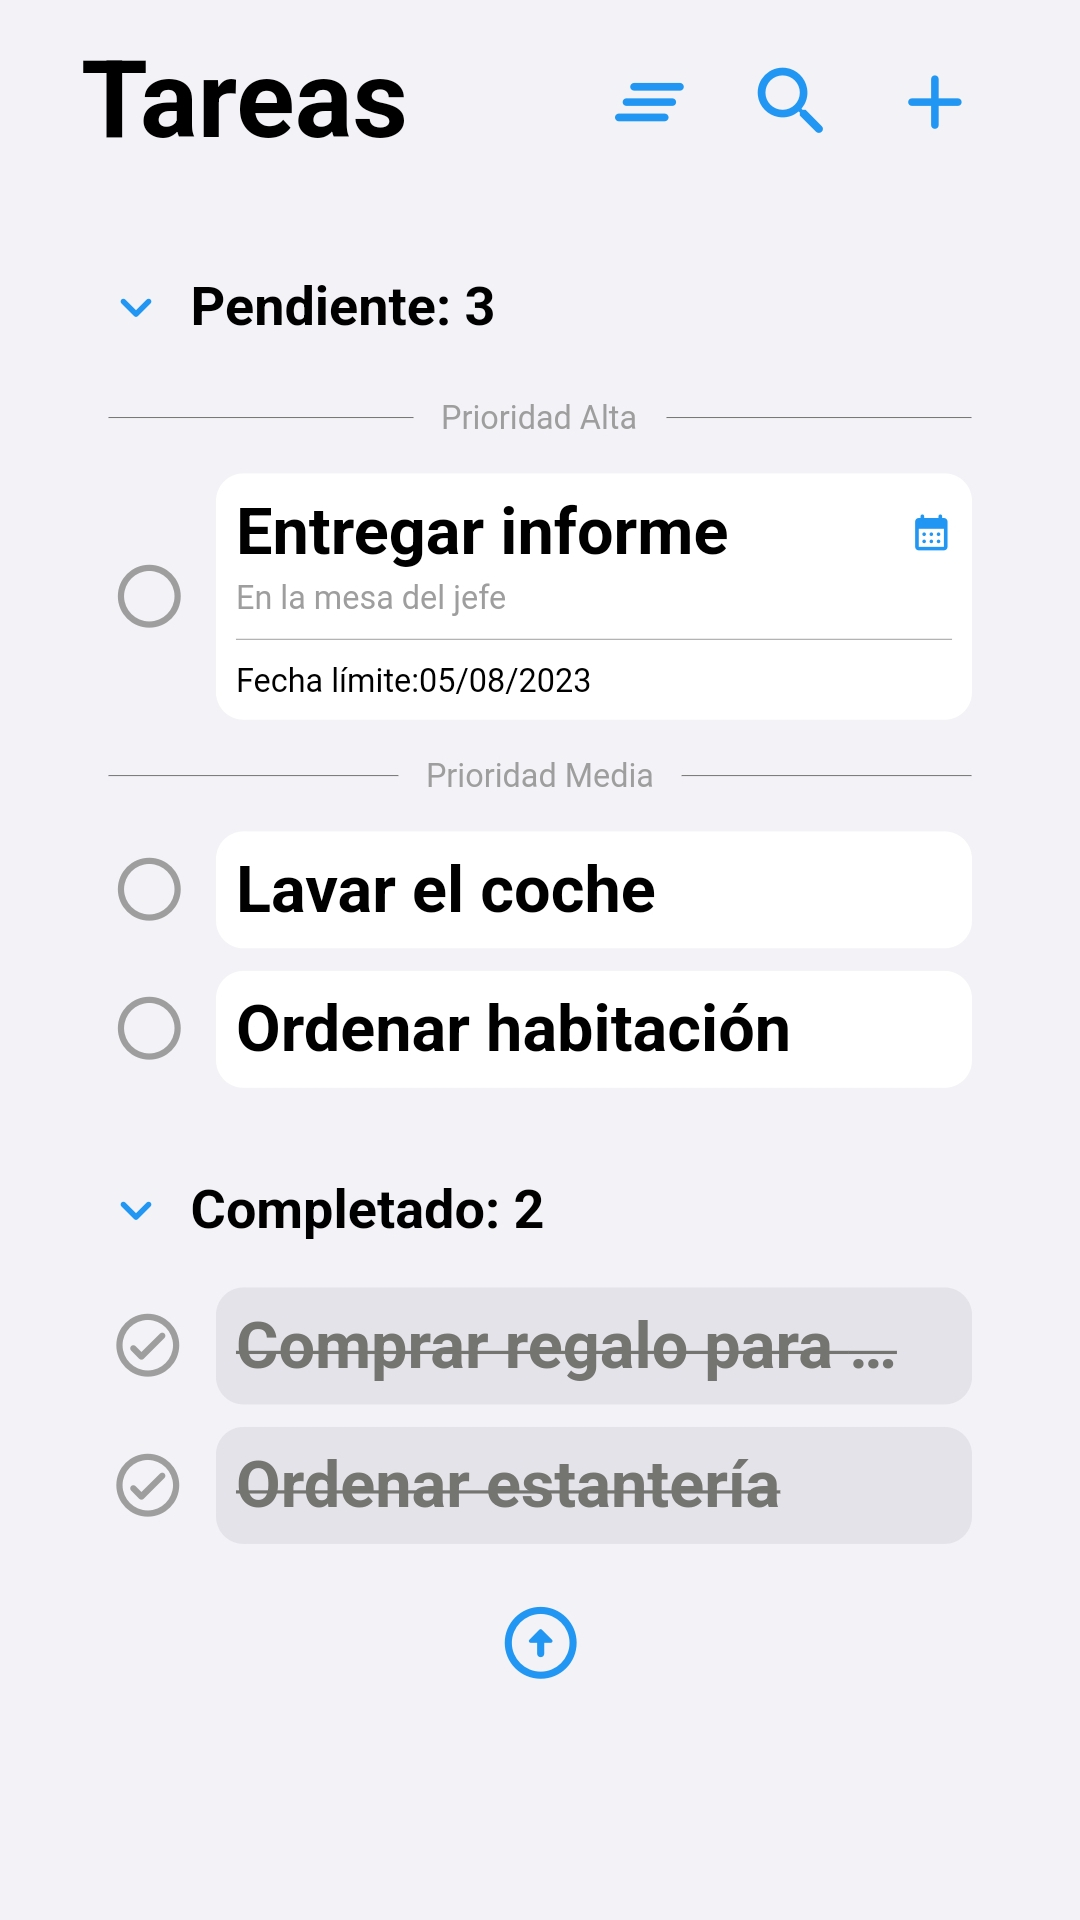 Tareas
Pendiente: 3
Prioridad Alta
Entregar informe
En la mesa del jefe
Fecha límite:05/08/2023
Prioridad Media
Lavar el coche
Ordenar habitación
Completado: 2
Comprar regalo para ...
Ordenar estantería